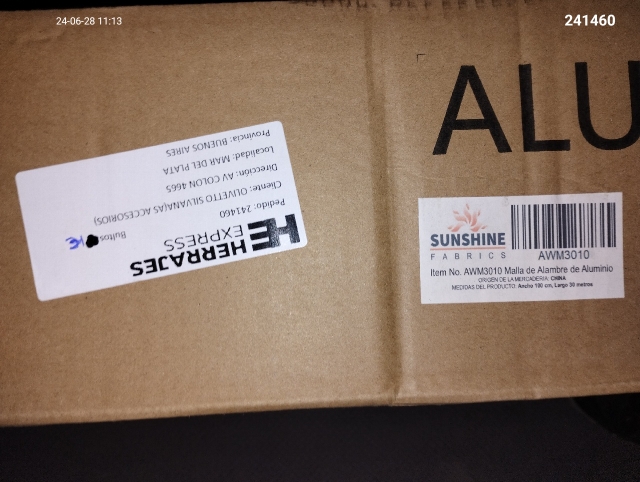 24-06-28 11:13
241460
ALU
HE HERRAJES
EXPRESS
Bultos
Pedido: 241460
Cliente: OLIVETTO SILVANA(AS ACCESORIOS)
Dirección: AV COLON 4665
Localidad: MAR DEL PLATA
Provincia: BUENOS AIRES
SUNSHINE
FABRICS
AWM3010
Item No. AWM3010 Malla de Alambre de Aluminio
ORIGEN DE LA MERCADERIA: CHINA
MEDIDAS DEL PRODUCTO: Ancho 100 cm, Largo 30 metros